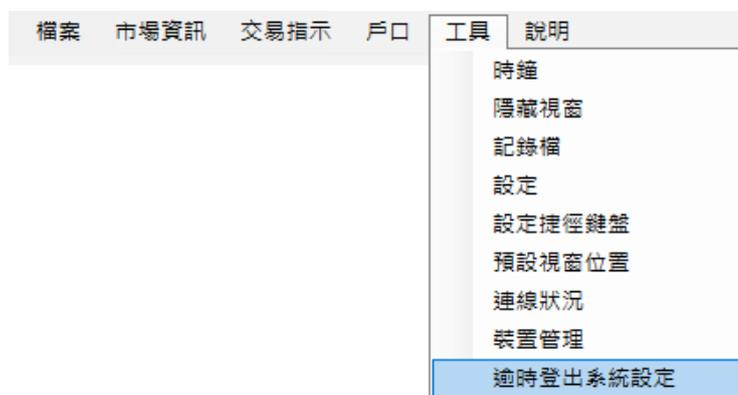 檔案 市場資訊 交易指示 戶口 工具 說明
時鐘
隱藏視窗
記錄檔
設定
設定捷徑鍵盤
預設視窗位置
連線狀況
裝置管理
逾時登出系統設定